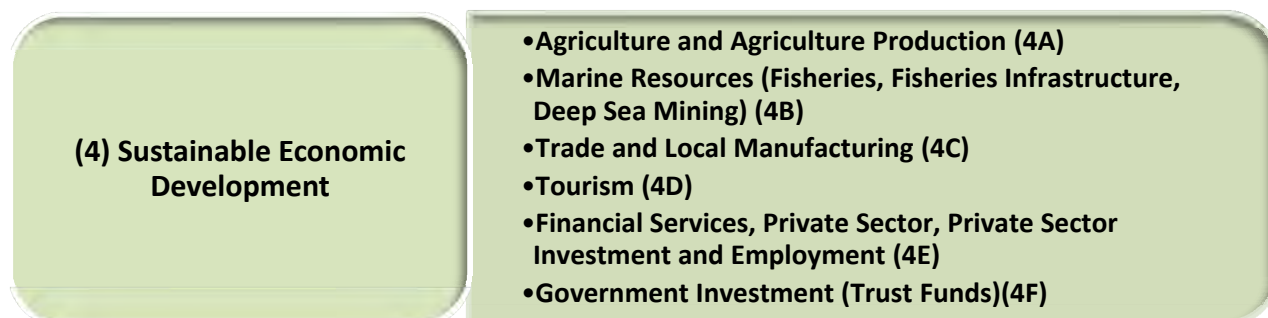 (4) Sustainable Economic
Development
•Agriculture and Agriculture Production (4A)
•Marine Resources (Fisheries, Fisheries Infrastructure,
Deep Sea Mining) (4B)
•Trade and Local Manufacturing (4C)
•Tourism (4D)
•Financial Services, Private Sector, Private Sector
Investment and Employment (4E)
•Government Investment (Trust Funds)(4F)